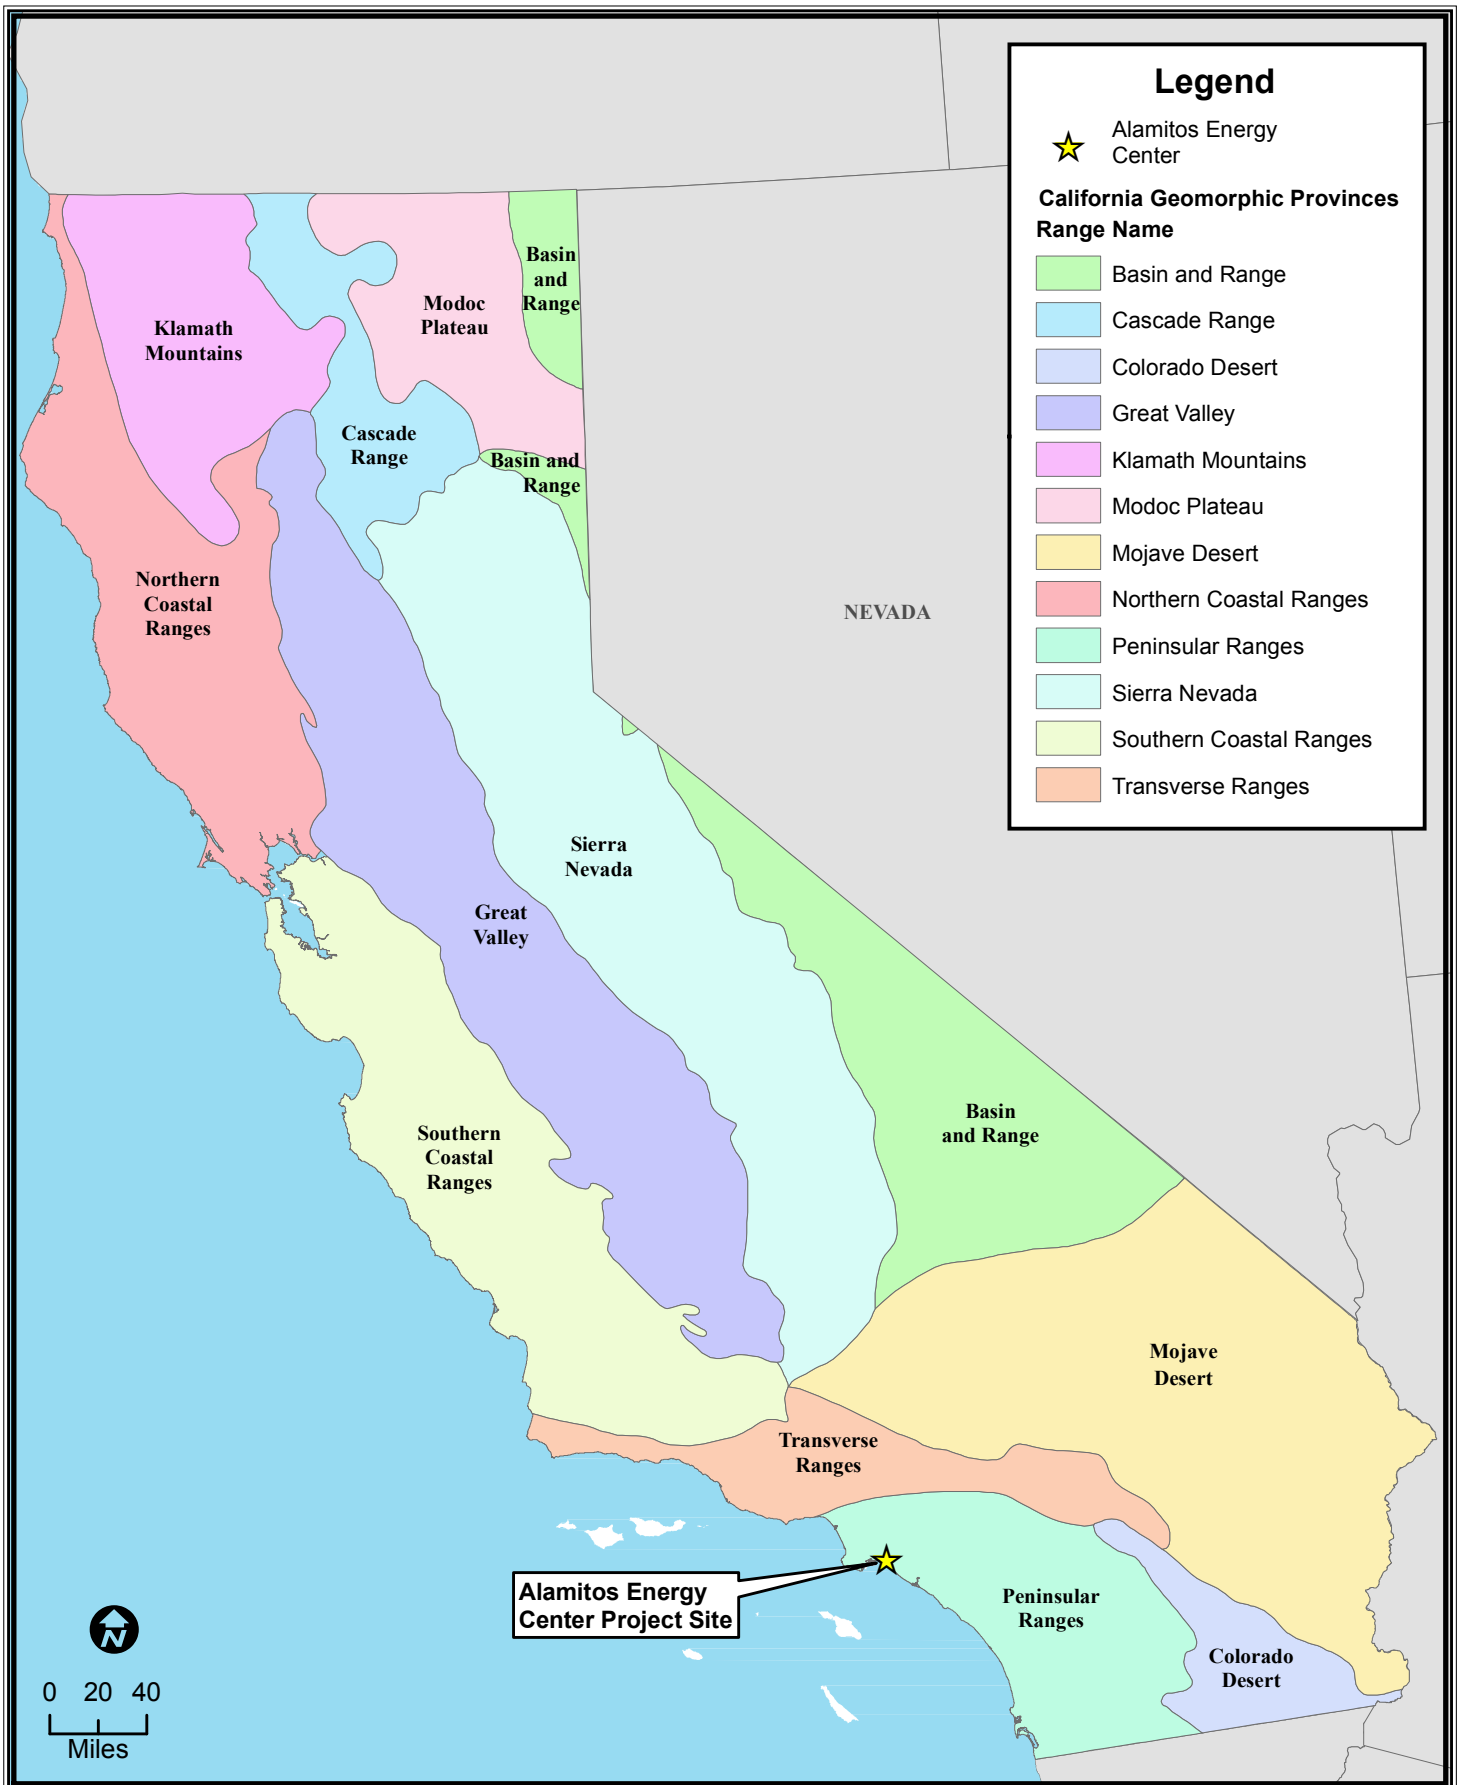 Legend
Alamitos Energy
Center
California Geomorphic Provinces
Range Name
Basin and Range
Cascade Range
Colorado Desert
Great Valley
Klamath Mountains
Modoc Plateau
Mojave Desert
Northern Coastal Ranges
Peninsular Ranges
Sierra Nevada
Southern Coastal Ranges
Transverse Ranges
Basin
and
Range
Modoc
Plateau
Klamath
Mountains
Cascade
Range
Basin and
Range
Northern
Coastal
Ranges
NEVADA
Sierra
Nevada
Great
Valley
Basin
and Range
Southern
Coastal
Ranges
Mojave
Desert
Transverse
Ranges
Alamitos Energy
Center Project Site
Peninsular
Ranges
Colorado
Desert
N
0 20 40
Miles